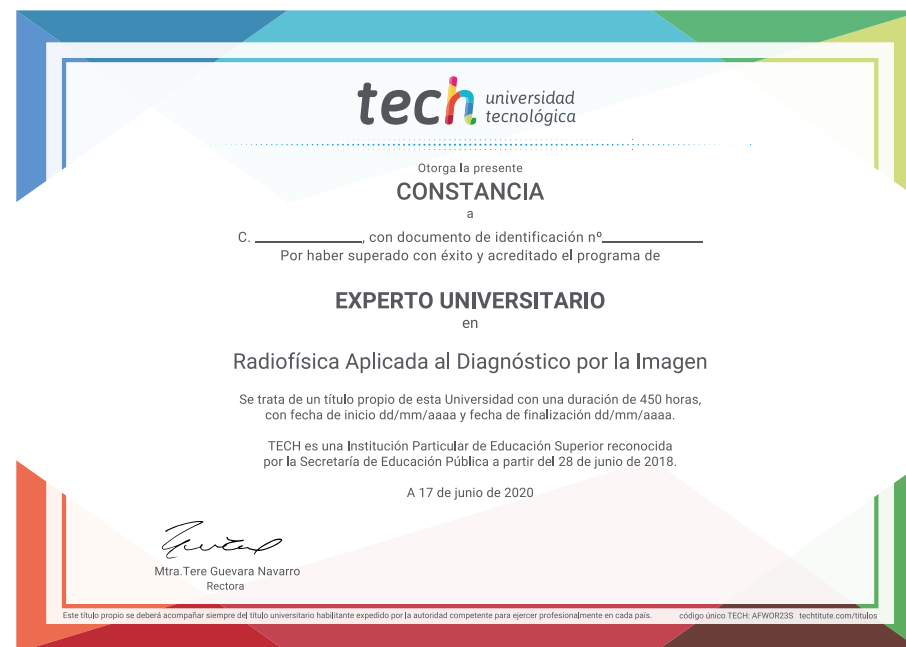 tech universidad
tecnológica
Otorga la presente
CONSTANCIA
a
C. ____________, con documento de identificación nº____________
Por haber superado con éxito y acreditado el programa de
EXPERTO UNIVERSITARIO
en
Radiofísica Aplicada al Diagnóstico por la Imagen
Se trata de un título propio de esta Universidad con una duración de 450 horas,
con fecha de inicio dd/mm/aaaa y fecha de finalización dd/mm/aaaa.
TECH es una Institución Particular de Educación Superior reconocida
por la Secretaría de Educación Pública a partir del 28 de junio de 2018.
A 17 de junio de 2020
Mtra.Tere Guevara Navarro
Rectora
Este título propio se deberá acompañar siempre del título universitario habilitante expedido por la autoridad competente para ejercer profesionalmente en cada país. código único TECH: AFWOR23S techtitute.com/titulos